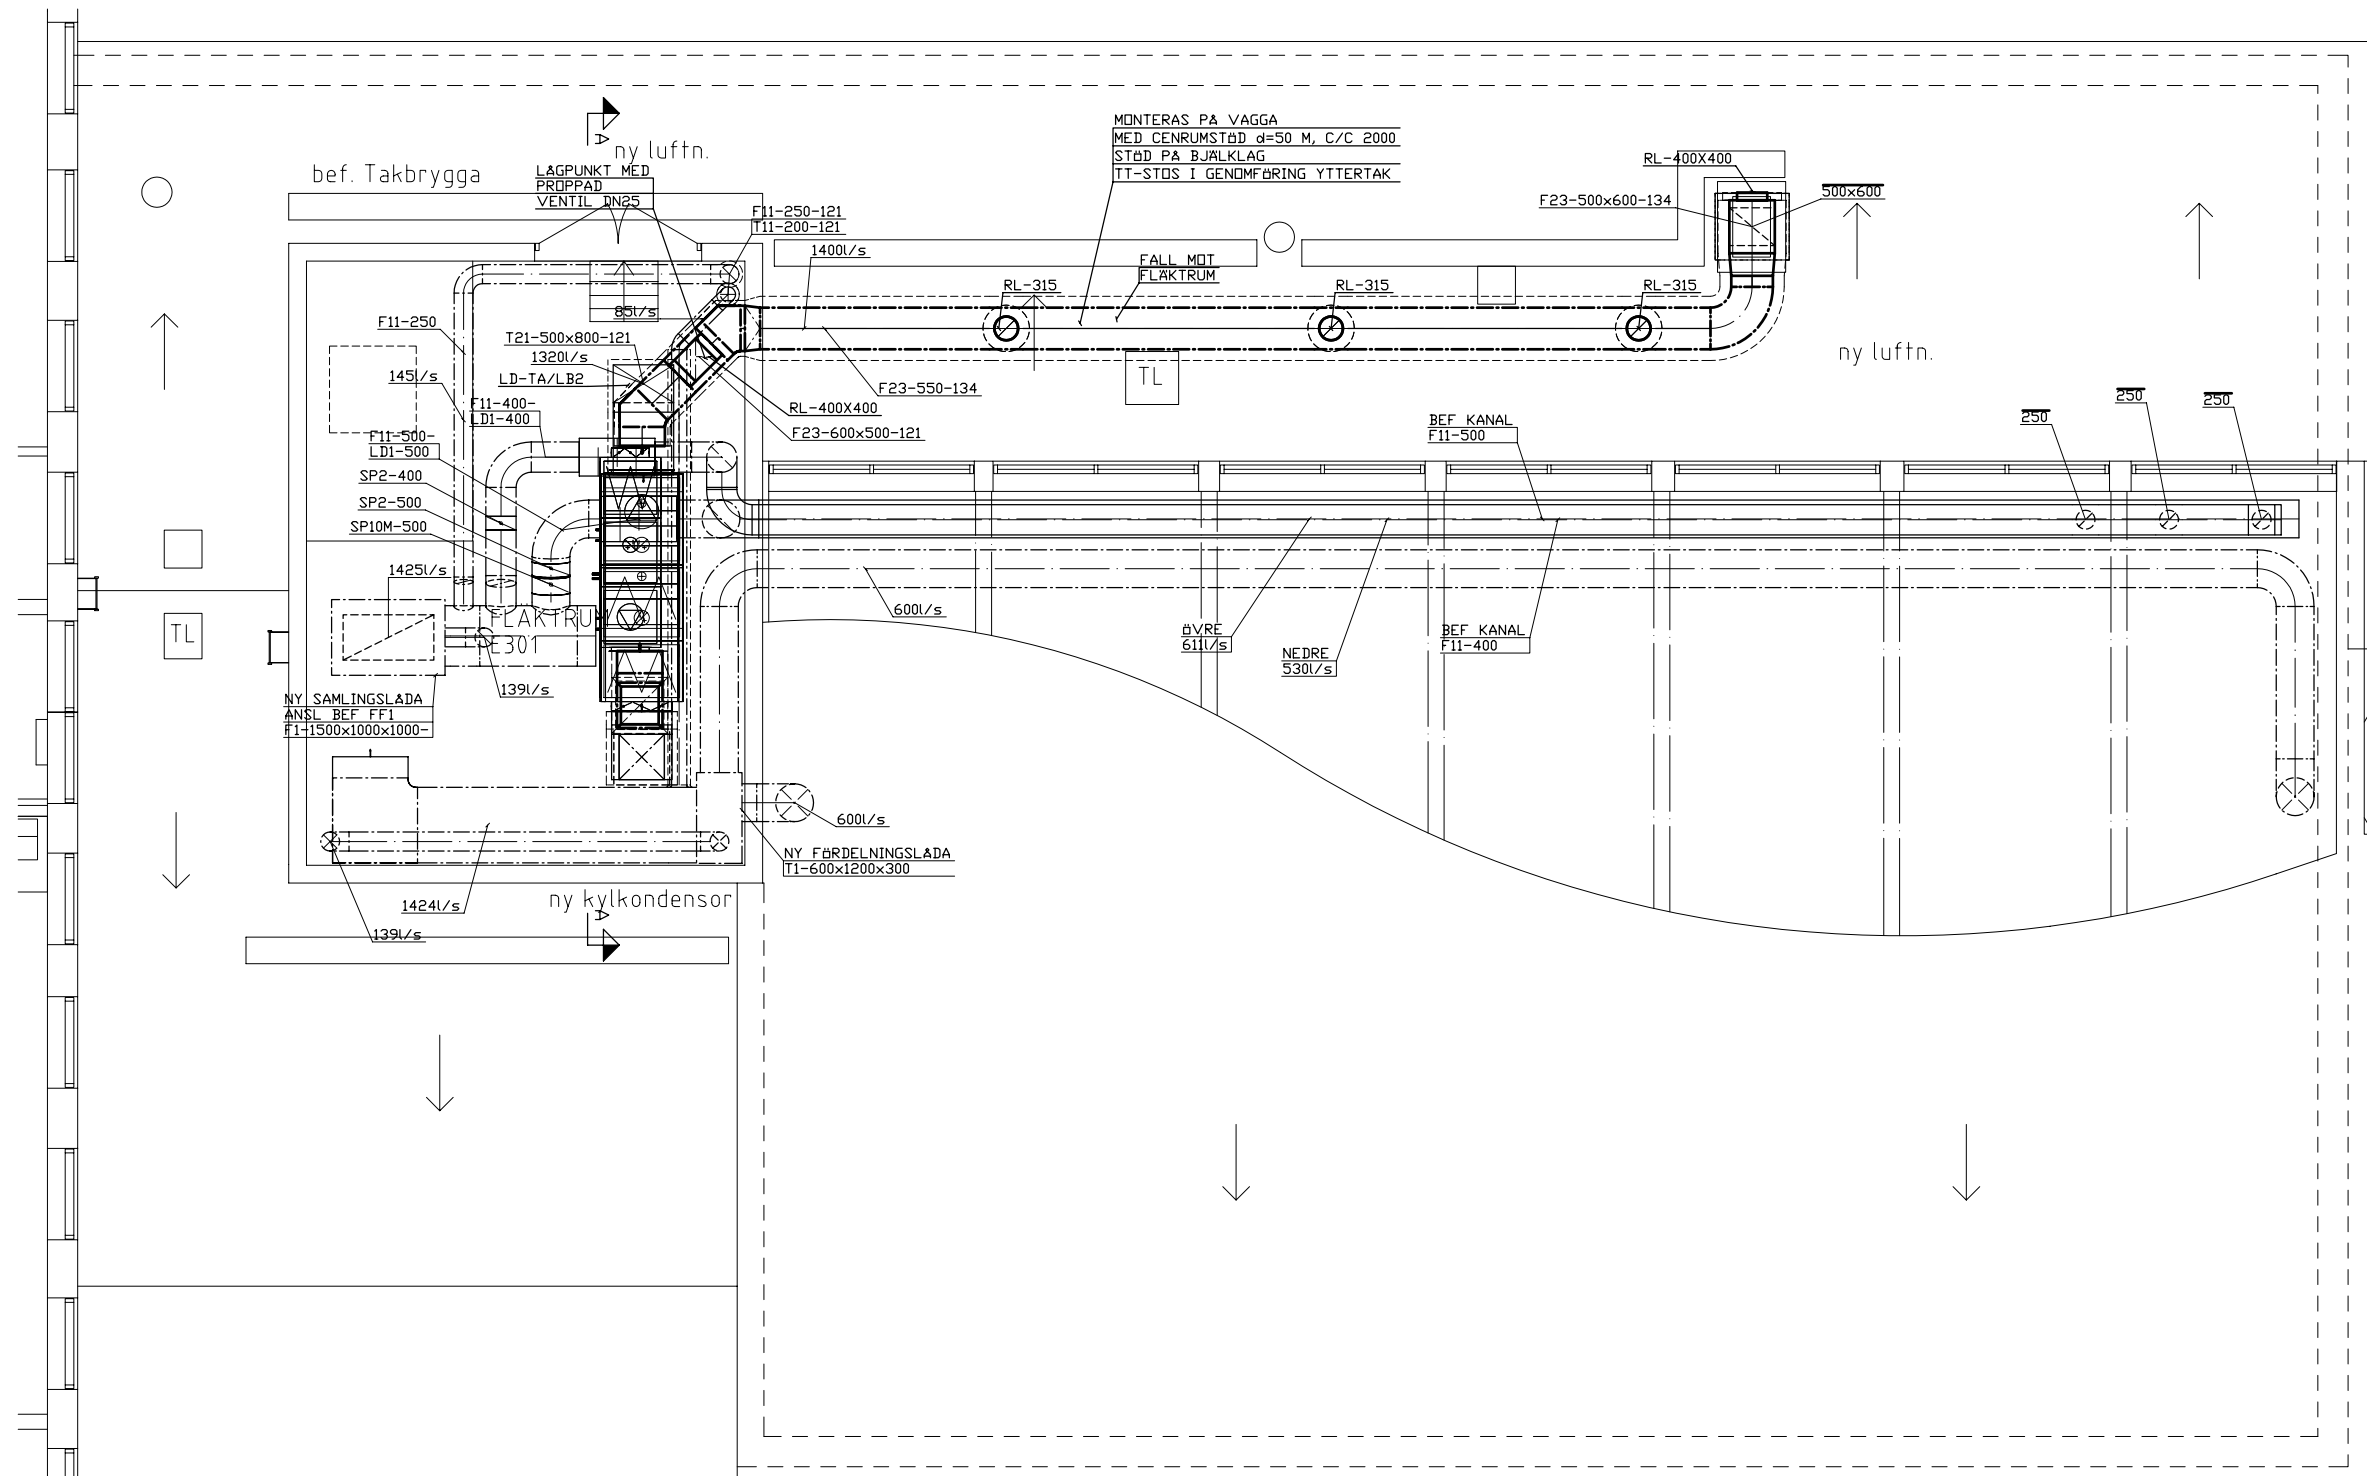 ny luftn.
A
bef. Takbrygga
LÅGPUNKT MED
PROPPAD
VENTIL DN25
F11-250-121
T11-200-121
1400l/s
MONTERAS PÅ VAGGA
MED CENRUMSTÖD d=50 M, C/C 2000
STÖD PÅ BJÄLKLAG
TT-STOS I GENOMFÖRING YTTERTAK
FALL MOT
FLÄKTRUM
RL-400X400
F23-500x600-134
500x600
RL-315
RL-315
RL-315
85l/s
F11-250
T21-500x800-121
1320l/s
LD-TA/LB2
145l/s
F11-400-
LD1-400
F11-500-
LD1-500
SP2-400
SP2-500
SP10M-500
1425l/s
RL-400X400
F23-600x500-121
F23-550-134
TL
ny luftn.
BEF KANAL
F11-500
250
250
250
TL
FLÄKTRUM
E301
139l/s
600l/s
ÖVRE
611l/s
NEDRE
530l/s
BEF KANAL
F11-400
NY SAMLINGSLÅDA
ANSL BEF FF1
F1-1500x1000x1000-
600l/s
NY FÖRDELNINGSLÅDA
T1-600x1200x300
1424l/s
139l/s
ny kylkondensor
A